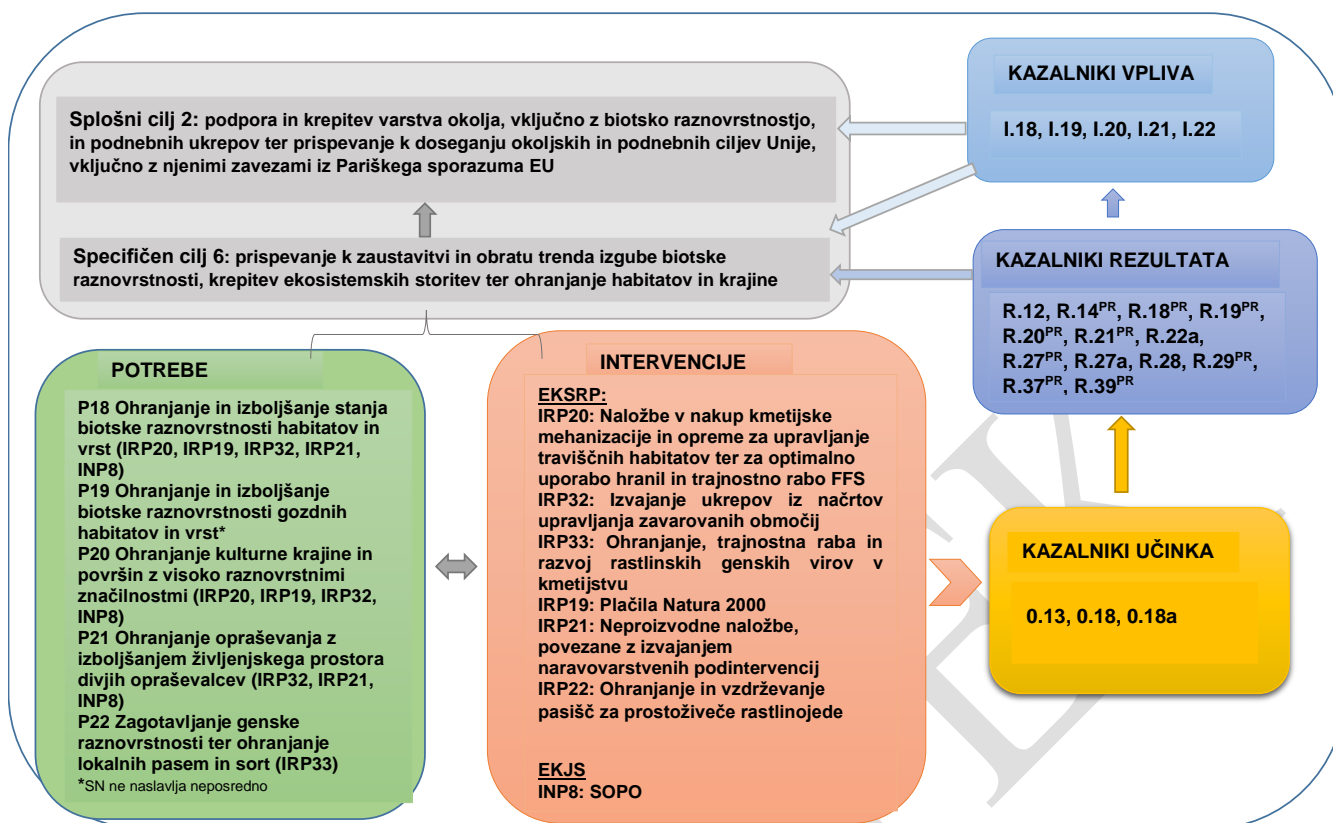 Splošni cilj 2: podpora in krepitev varstva okolja, vključno z biotsko raznovrstnostjo,
in podnebnih ukrepov ter prispevanje k doseganju okoljskih in podnebnih ciljev Unije,
vključno z njenimi zavezami iz Pariškega sporazuma EU
Specifičen cilj 6: prispevanje k zaustavitvi in obratu trenda izgube biotske
raznovrstnosti, krepitev ekosistemskih storitev ter ohranjanje habitatov in krajine
KAZALNIKI VPLIVA
I.18, I.19, I.20, I.21, I.22
KAZALNIKI REZULTATA
R.12, R.14PR, R.18PR, R.19PR,
R.20PR, R.21PR, R.22a,
R.27PR, R.27a, R.28, R.29PR,
R.37PR, R.39PR
POTREBE
P18 Ohranjanje in izboljšanje stanja
biotske raznovrstnosti habitatov in
vrst (IRP20, IRP19, IRP32, IRP21,
INP8)
P19 Ohranjanje in izboljšanje
biotske raznovrstnosti gozdnih
habitatov in vrst*
P20 Ohranjanje kulturne krajine in
površin z visoko raznovrstnimi
značilnostmi (IRP20, IRP19, IRP32,
INP8)
P21 Ohranjanje opraševanja z
izboljšanjem življenjskega prostora
divjih opraševalcev (IRP32, IRP21,
INP8)
P22 Zagotavljanje genske
raznovrstnosti ter ohranjanje
lokalnih pasem in sort (IRP33)
*SN ne naslavlja neposredno
INTERVENCIJE
EKSRP:
IRP20: Naložbe v nakup kmetijske
mehanizacije in opreme za upravljanje
traviščnih habitatov ter za optimalno
uporabo hranil in trajnostno rabo FFS
IRP32: Izvajanje ukrepov iz načrtov
upravljanja zavarovanih območij
IRP33: Ohranjanje, trajnostna raba in
razvoj rastlinskih genskih virov v
kmetijstvu
IRP19: Plačila Natura 2000
IRP21: Neproizvodne naložbe,
povezane z izvajanjem
naravovarstvenih podintervencij
IRP22: Ohranjanje in vzdrževanje
pasišč za prostoživeče rastlinojede
EKJS
INP8: SOPO
KAZALNIKI UČINKA
0.13, 0.18, 0.18a